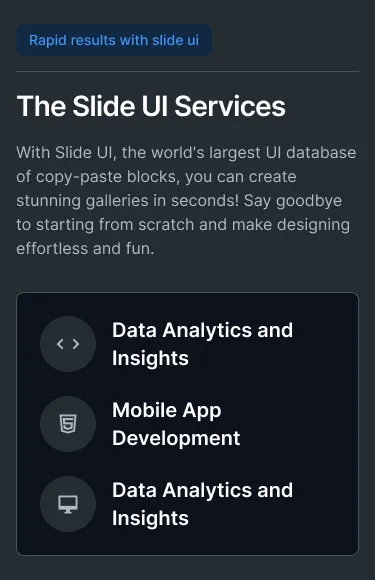 Rapid results with slide ui
The Slide UI Services
With Slide UI, the world's largest UI database
of copy-paste blocks, you can create
stunning galleries in seconds! Say goodbye
to starting from scratch and make designing
effortless and fun.
Data Analytics and
Insights
Mobile App
Development
Data Analytics and
Insights